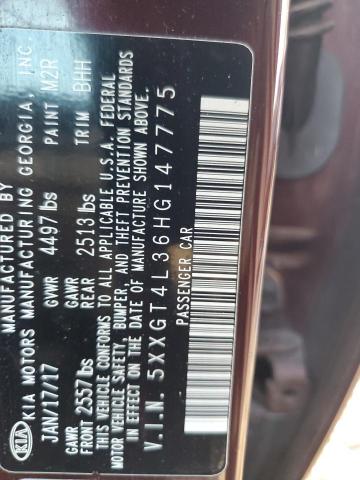 KIA
MANUFACTURED BY
KIA MOTORS MANUFACTURING GEORGIA, INC
JAN/17/17 GVWR 4497 lbs PAINT M2R
GAWR FRONT 2557 lbs GAWR REAR 2513 lbs TRIM BHH
THIS VEHICLE CONFORMS TO ALL APPLICABLE U.S.A. FEDERAL
MOTOR VEHICLE SAFETY, BUMPER, AND THEFT PREVENTION STANDARDS
IN EFFECT ON THE DATE OF MANUFACTURE SHOWN ABOVE.
V.I.N. 5XXGT4L36HG147775
PASSENGER CAR